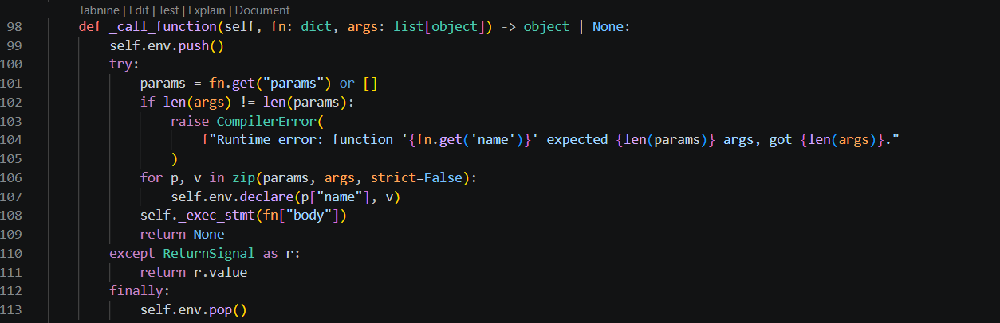 Tabnine | Edit | Test | Explain | Document
98 def _call_function(self, fn: dict, args: list[object]) -> object | None:
99 self.env.push()
100 try:
101 params = fn.get("params") or []
102 if len(args) != len(params):
103 raise CompilerError(
104 f"Runtime error: function '{fn.get('name')}' expected {len(params)} args, got {len(args)}."
105 )
106 for p, v in zip(params, args, strict=False):
107 self.env.declare(p["name"], v)
108 self._exec_stmt(fn["body"])
109 return None
110 except ReturnSignal as r:
111 return r.value
112 finally:
113 self.env.pop()